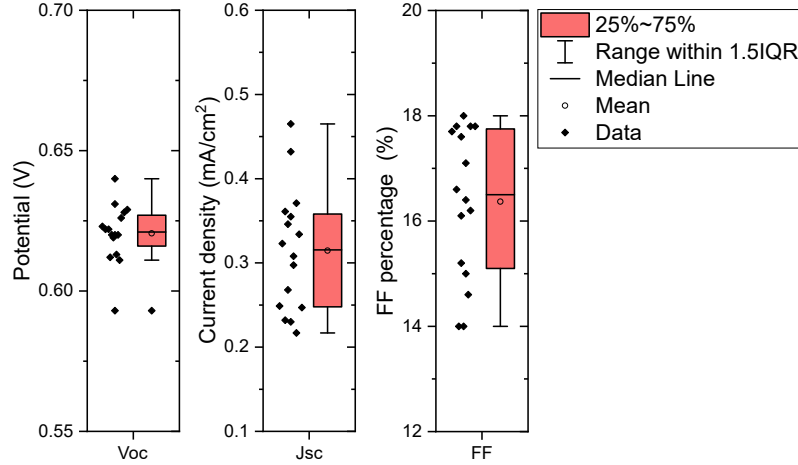 0.70
0.65
0.60
0.55
Potential (V)
Voc
0.6
0.5
0.4
0.3
0.2
0.1
Current density (mA/cm²)
Jsc
20
18
16
14
12
FF percentage (%)
FF
25%~75%
Range within 1.5IQR
Median Line
Mean
Data